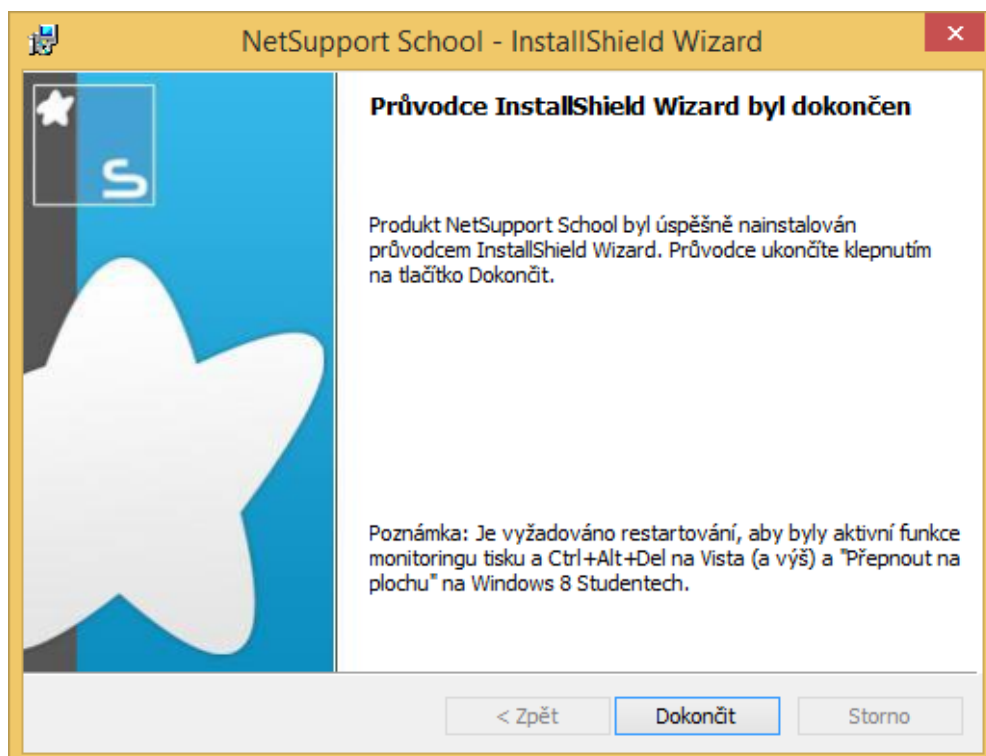 NetSupport School - InstallShield Wizard
S
Průvodce InstallShield Wizard byl dokončen
Produkt NetSupport School byl úspěšně nainstalován
průvodcem InstallShield Wizard. Průvodce ukončíte klepnutím
na tlačítko Dokončit.
Poznámka: Je vyžadováno restartování, aby byly aktivní funkce
monitoringu tisku a Ctrl+Alt+Del na Vista (a výš) a "Přepnout na
plochu" na Windows 8 Studentech.
< Zpět Dokončit Storno